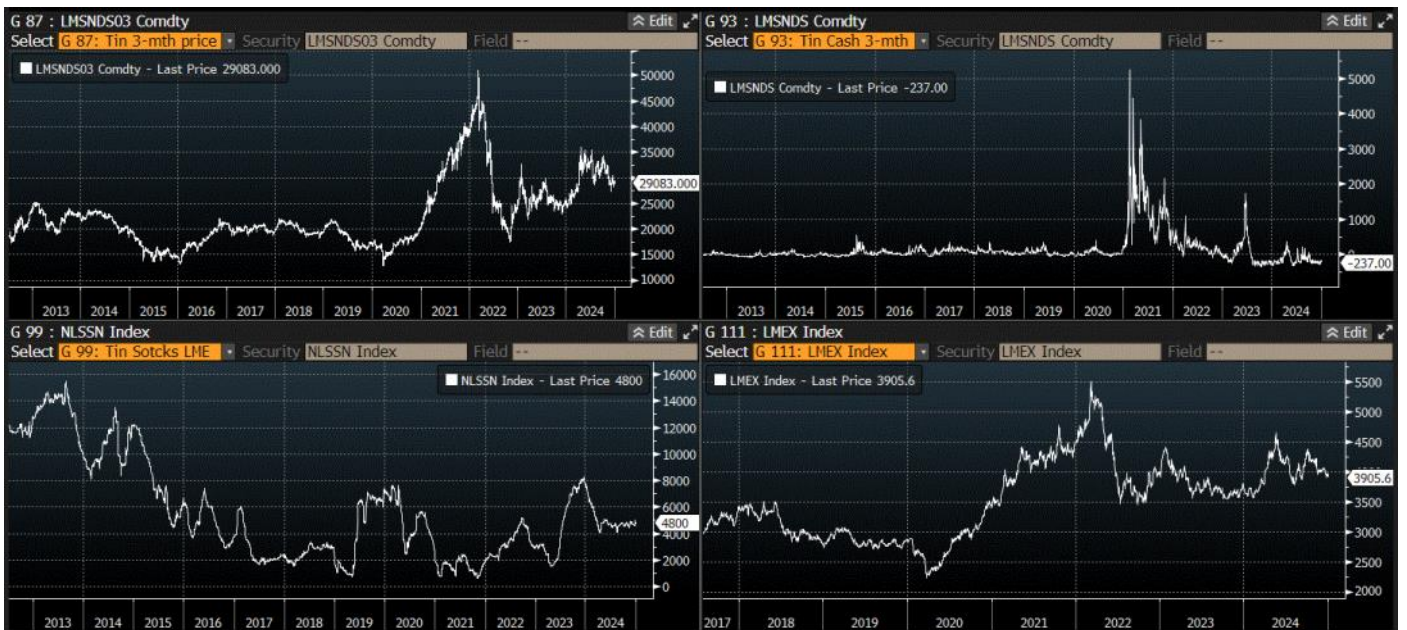 G 87 : LMSNDS03 Comdty
Edit
Select G 87: Tin 3-mth price Security LMSNDS03 Comdty Field --
LMSNDS03 Comdty - Last Price 29083.000
50000
45000
40000
35000
29083.000
25000
20000
15000
10000
2013 2014 2015 2016 2017 2018 2019 2020 2021 2022 2023 2024
G 93 : LMSNDS Comdty
Edit
Select G 93: Tin Cash 3-mth Security LMSNDS Comdty Field --
LMSNDS Comdty - Last Price -237.00
5000
4000
3000
2000
1000
0
-237.00
2013 2014 2015 2016 2017 2018 2019 2020 2021 2022 2023 2024
G 99 : NLSSN Index
Edit
Select G 99: Tin Sotcks LME Security NLSSN Index Field --
NLSSN Index - Last Price 4800
16000
14000
12000
10000
8000
6000
4800
4000
2000
0
2013 2014 2015 2016 2017 2018 2019 2020 2021 2022 2023 2024
G 111 : LMEX Index
Edit
Select G 111: LMEX Index Security LMEX Index Field --
LMEX Index - Last Price 3905.6
5500
5000
4500
3905.6
3500
3000
2500
2000
2017 2018 2019 2020 2021 2022 2023 2024